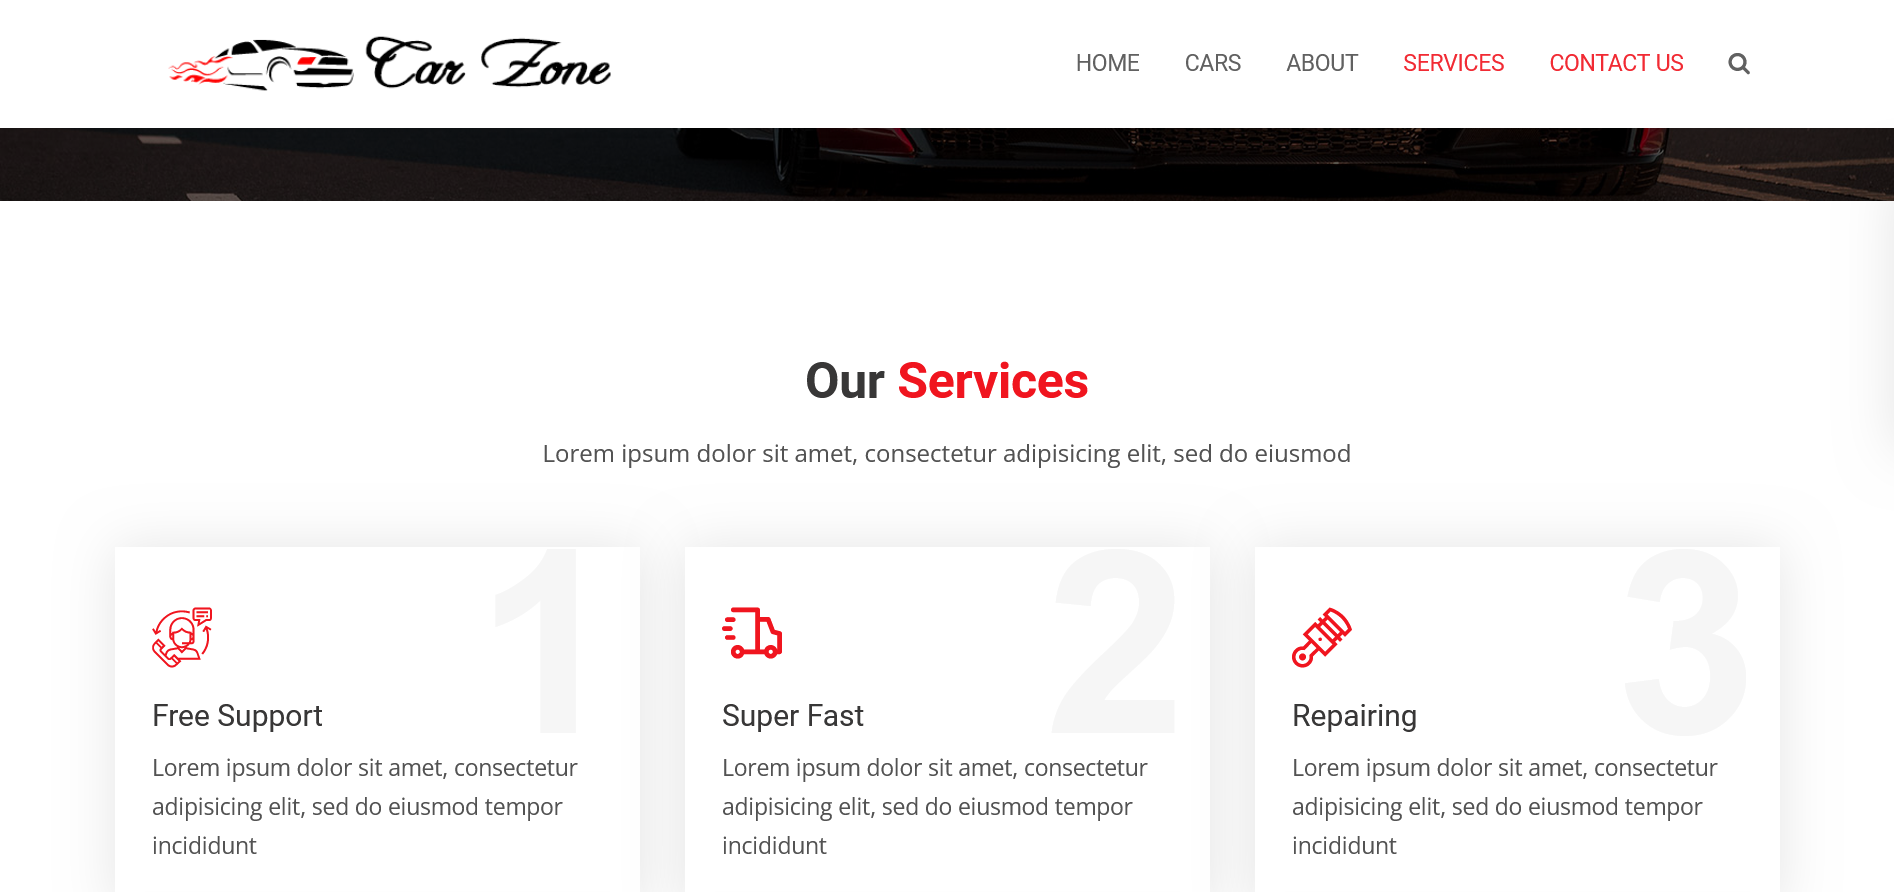 Car Zone
HOME CARS ABOUT SERVICES CONTACT US
Our Services
Lorem ipsum dolor sit amet, consectetur adipisicing elit, sed do eiusmod
1
Free Support
Lorem ipsum dolor sit amet, consectetur
adipisicing elit, sed do eiusmod tempor
incididunt
2
Super Fast
Lorem ipsum dolor sit amet, consectetur
adipisicing elit, sed do eiusmod tempor
incididunt
3
Repairing
Lorem ipsum dolor sit amet, consectetur
adipisicing elit, sed do eiusmod tempor
incididunt